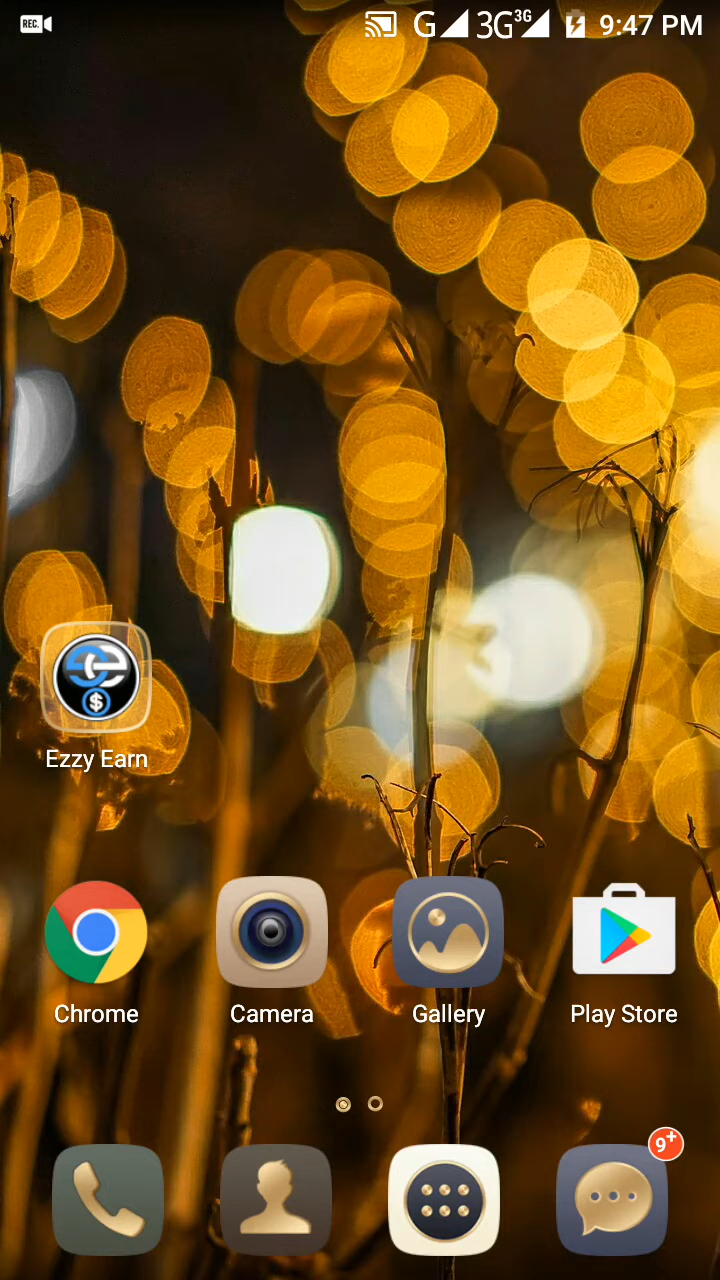 REC. G 3G 3G 9:47 PM
$
Ezzy Earn
Chrome Camera Gallery Play Store
9+